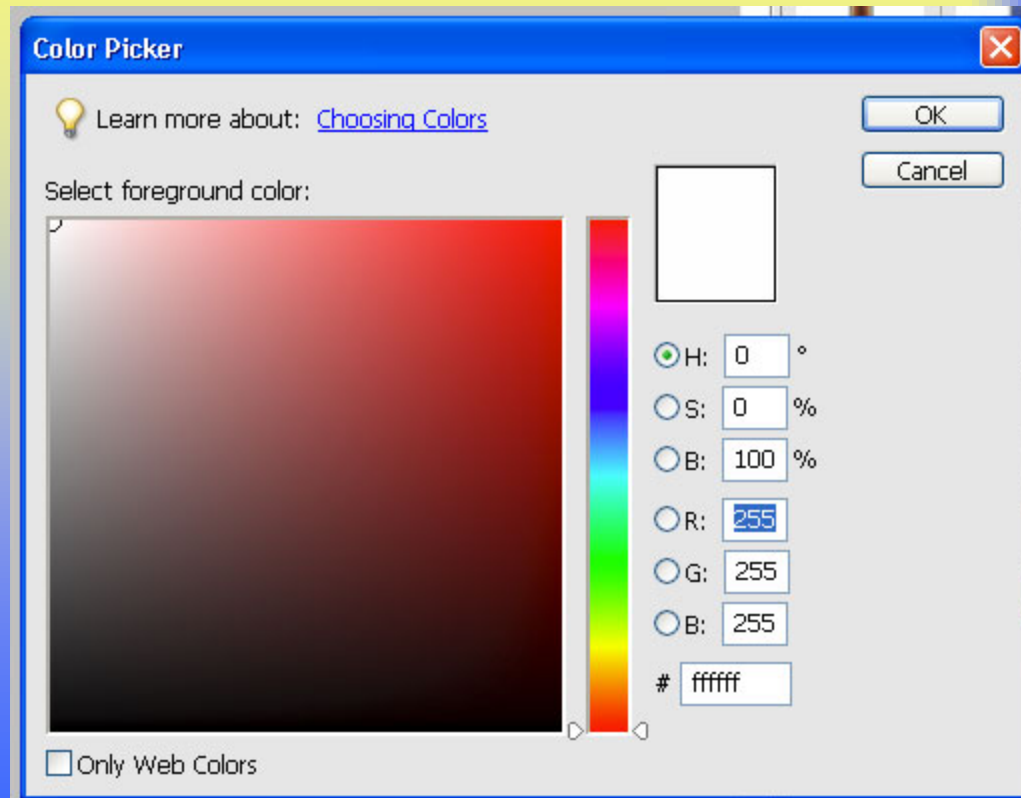 Color Picker
Learn more about: Choosing Colors
OK
Cancel
Select foreground color:
H: 0 °
S: 0 %
B: 100 %
R: 255
G: 255
B: 255
# ffffff
Only Web Colors